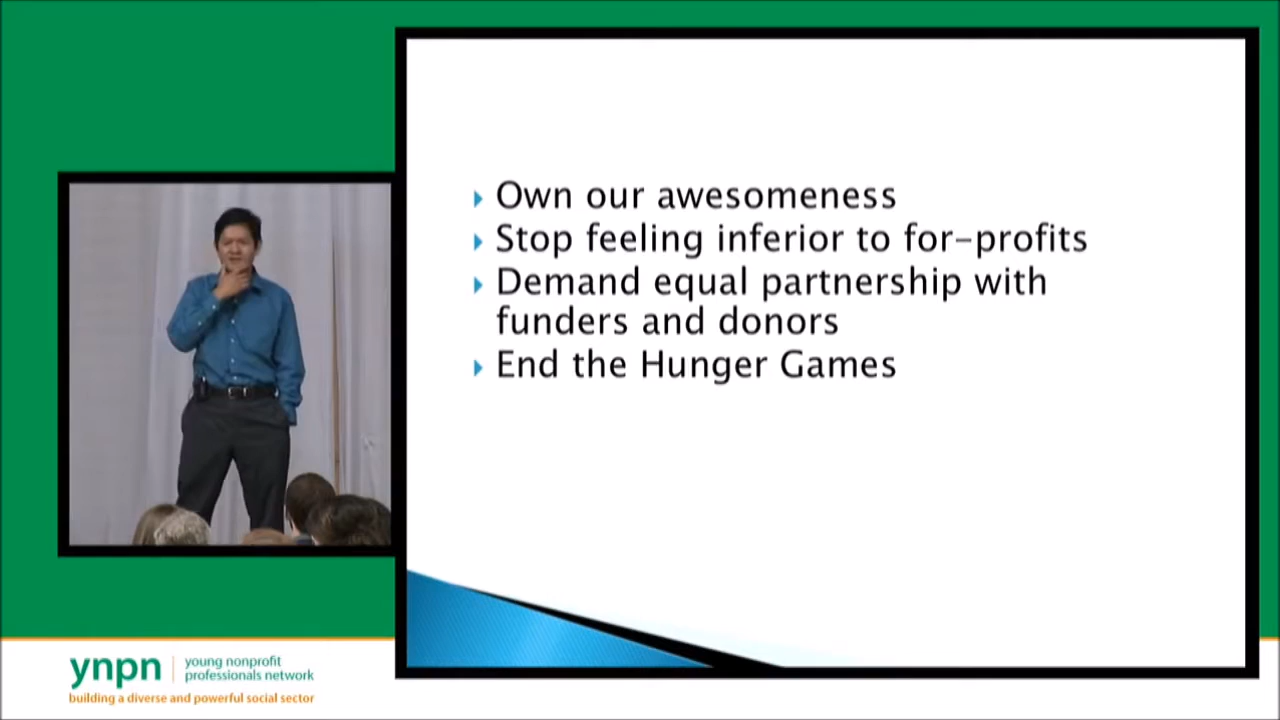 Own our awesomeness
Stop feeling inferior to for-profits
Demand equal partnership with
funders and donors
End the Hunger Games
ynpn
young nonprofit
professionals network
building a diverse and powerful social sector